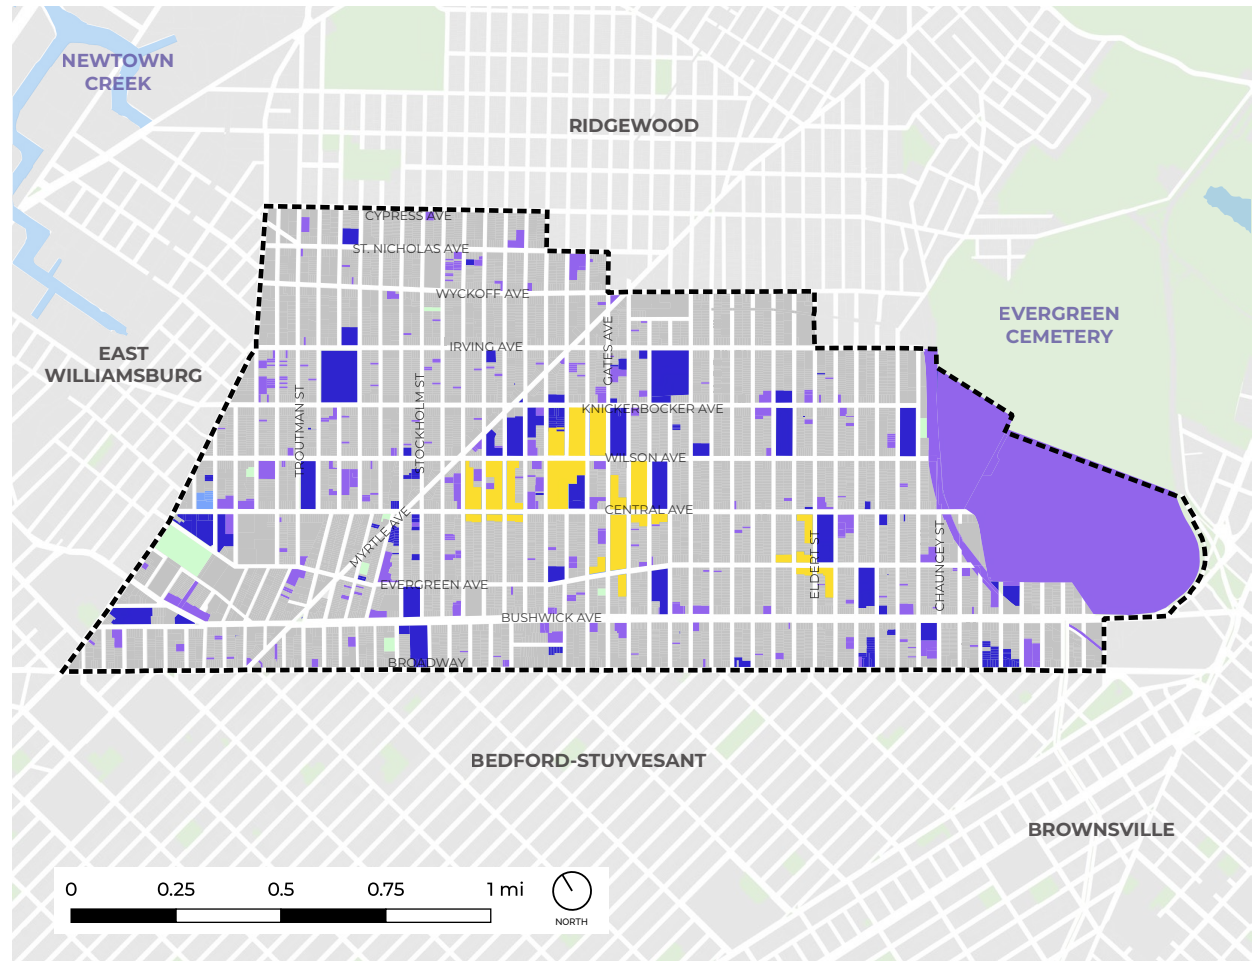 NEWTOWN
CREEK
RIDGEWOOD
CYPRESS AVE
ST. NICHOLAS AVE
WYCKOFF AVE
EVERGREEN
CEMETERY
EAST
WILLIAMSBURG
IRVING AVE
GATES AVE
TROUTMAN ST
STOCKHOLM ST
KNICKERBOCKER AVE
WILSON AVE
CENTRAL AVE
MYRTLE AVE
ELDERT ST
CHAUNCEY ST
EVERGREEN AVE
BUSHWICK AVE
BROADWAY
BEDFORD-STUYVESANT
BROWNSVILLE
0 0.25 0.5 0.75 1 mi
NORTH